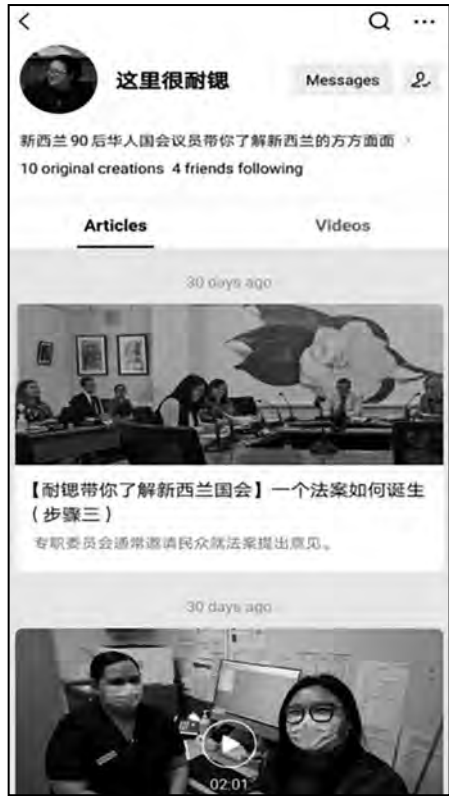 这里很耐锶
Messages
新西兰90后华人国会议员带你了解新西兰的方方面面
10 original creations 4 friends following
Articles Videos
30 days ago
【耐锶带你了解新西兰国会】一个法案如何诞生
（步骤三）
专职委员会通常邀请民众就法案提出意见。
30 days ago
02:01